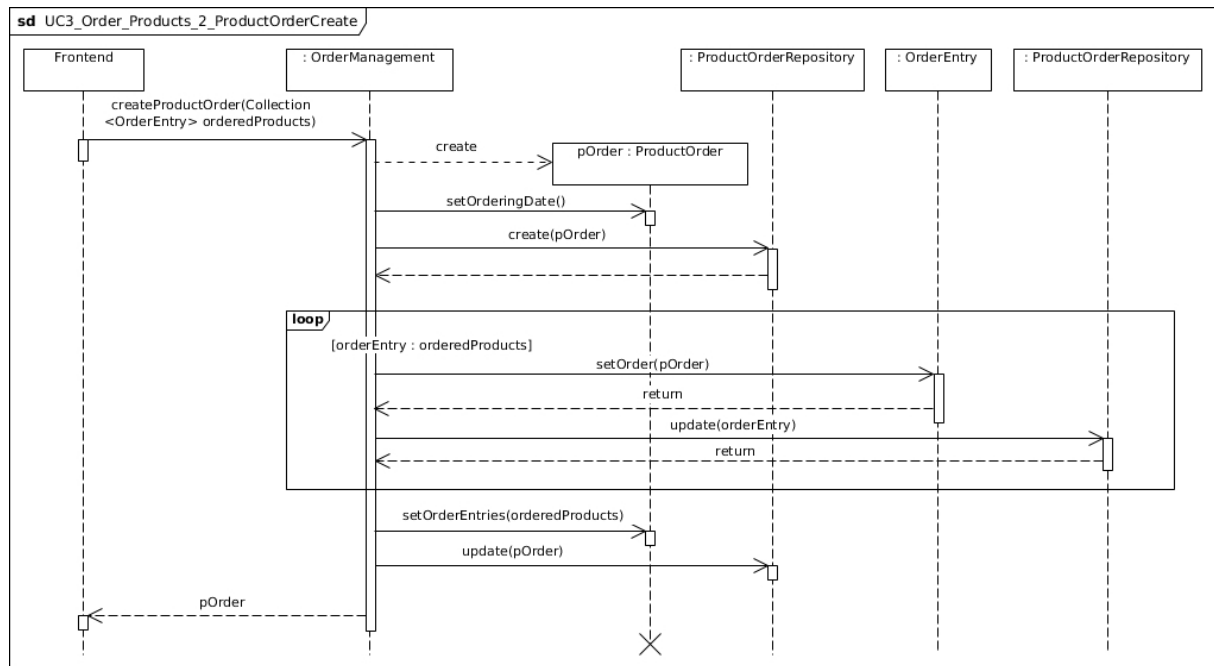 sd UC3_Order_Products_2_ProductOrderCreate
Frontend
: OrderManagement
: ProductOrderRepository
: OrderEntry
: ProductOrderRepository
createProductOrder(Collection
<OrderEntry> orderedProducts)
create
pOrder : ProductOrder
setOrderingDate()
create(pOrder)
loop
[orderEntry : orderedProducts]
setOrder(pOrder)
return
update(orderEntry)
return
setOrderEntries(orderedProducts)
update(pOrder)
pOrder